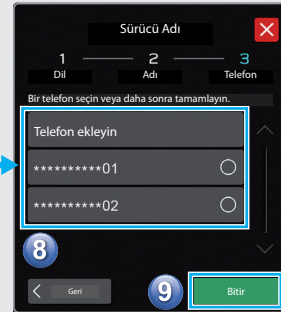 Sürücü Adı
1 2 3
Dil Adı Telefon
Bir telefon seçin veya daha sonra tamamlayın.
Telefon ekleyin
**********01
**********02
8
Geri 9 Bitir